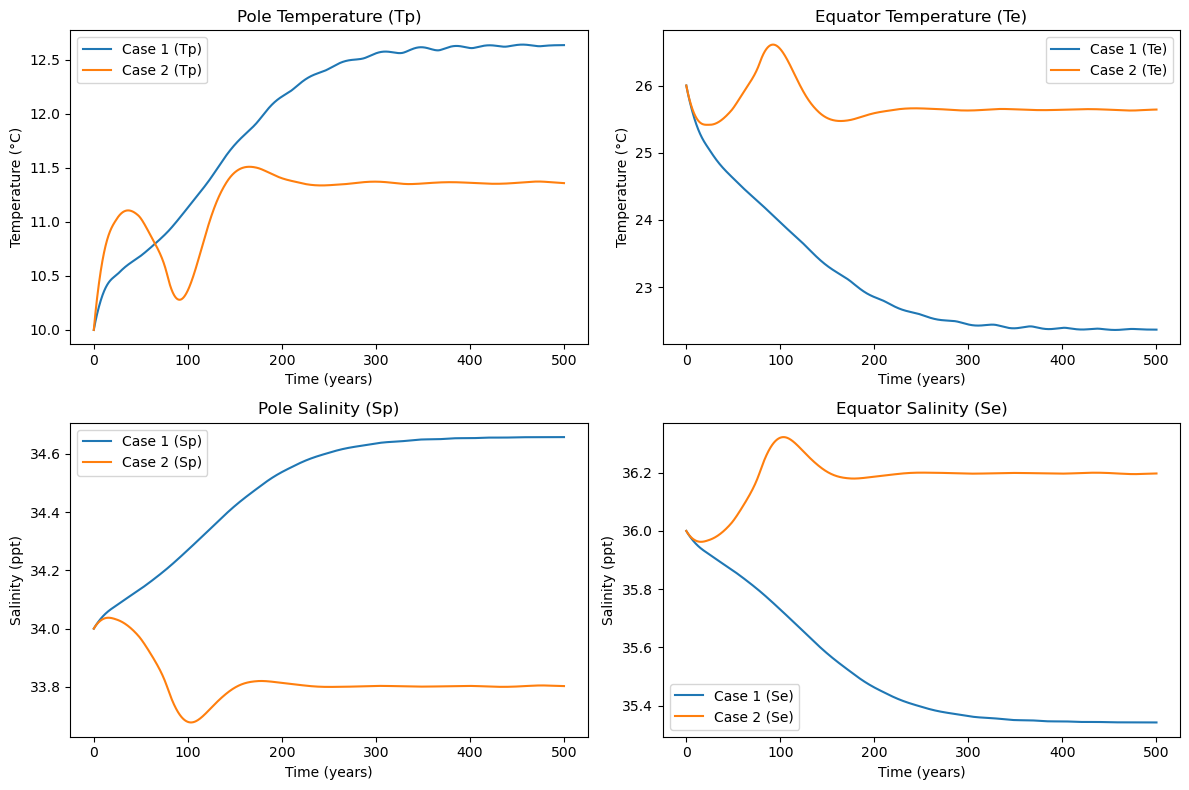 Pole Temperature (Tp)
Case 1 (Tp)
Case 2 (Tp)
Temperature (°C)
12.5
12.0
11.5
11.0
10.5
10.0
0 100 200 300 400 500
Time (years)
Equator Temperature (Te)
Case 1 (Te)
Case 2 (Te)
Temperature (°C)
26
25
24
23
0 100 200 300 400 500
Time (years)
Pole Salinity (Sp)
Case 1 (Sp)
Case 2 (Sp)
Salinity (ppt)
34.6
34.4
34.2
34.0
33.8
0 100 200 300 400 500
Time (years)
Equator Salinity (Se)
Salinity (ppt)
36.2
36.0
35.8
35.6
35.4
Case 1 (Se)
Case 2 (Se)
0 100 200 300 400 500
Time (years)